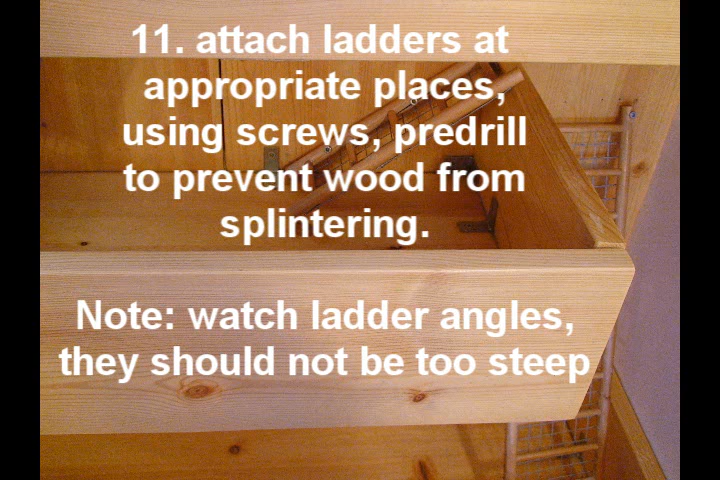 11. attach ladders at
appropriate places,
using screws, predrill
to prevent wood from
splintering.
Note: watch ladder angles,
they should not be too steep